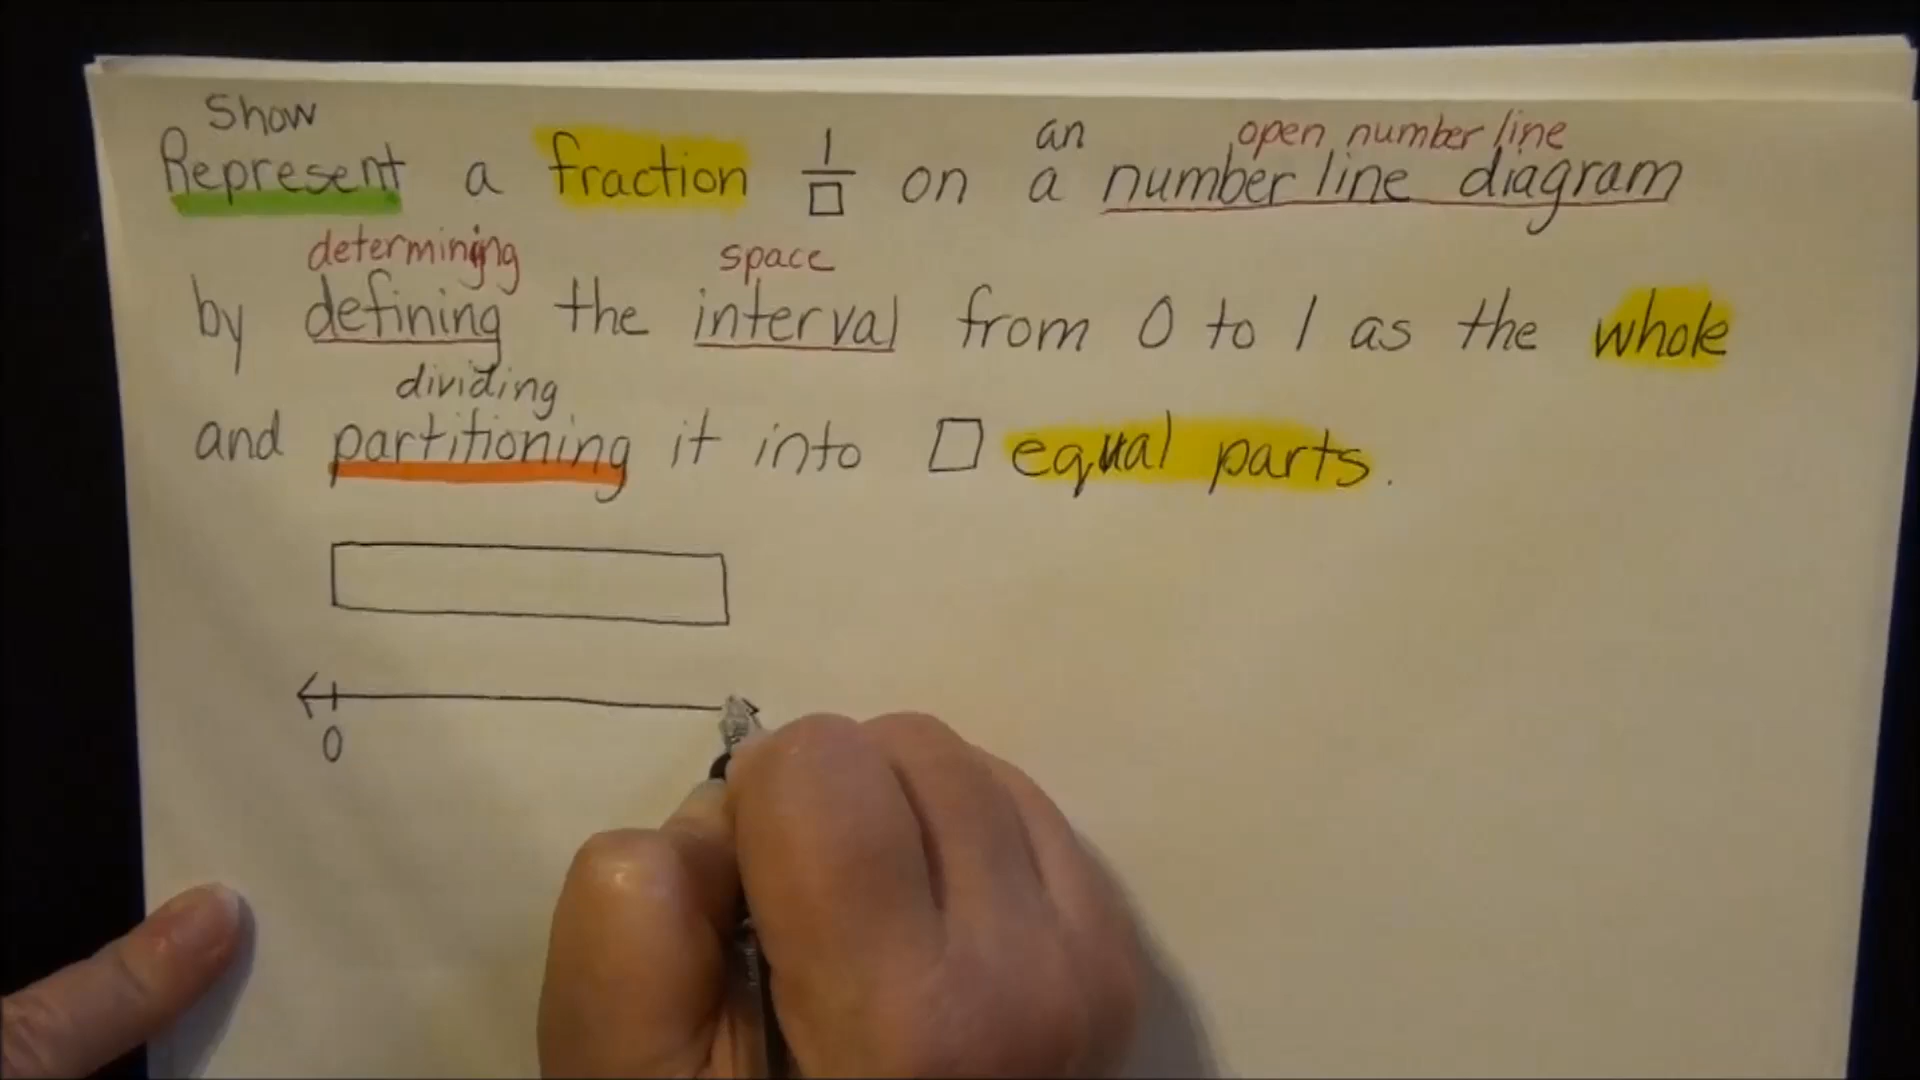 Show an open number line
Represent a fraction 1/□ on a number line diagram
determining space
by defining the interval from 0 to 1 as the whole
dividing
and partitioning it into □ equal parts.
0